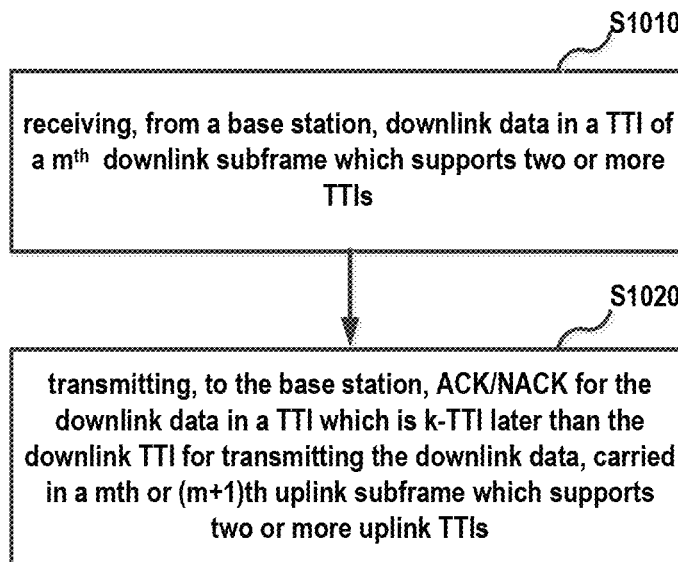 S1010
receiving, from a base station, downlink data in a TTI of
a mth downlink subframe which supports two or more
TTIs
S1020
transmitting, to the base station, ACK/NACK for the
downlink data in a TTI which is k-TTI later than the
downlink TTI for transmitting the downlink data, carried
in a mth or (m+1)th uplink subframe which supports
two or more uplink TTIs